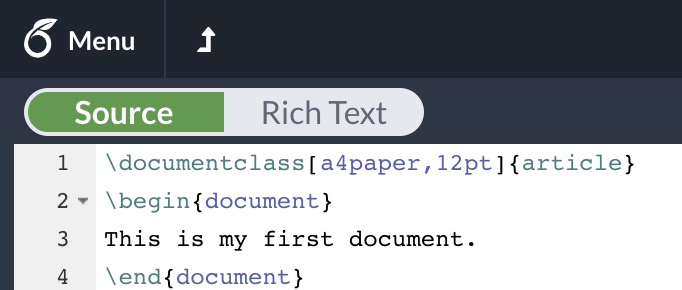 Menu
Source Rich Text
1 \documentclass[a4paper,12pt]{article}
2 \begin{document}
3 This is my first document.
4 \end{document}